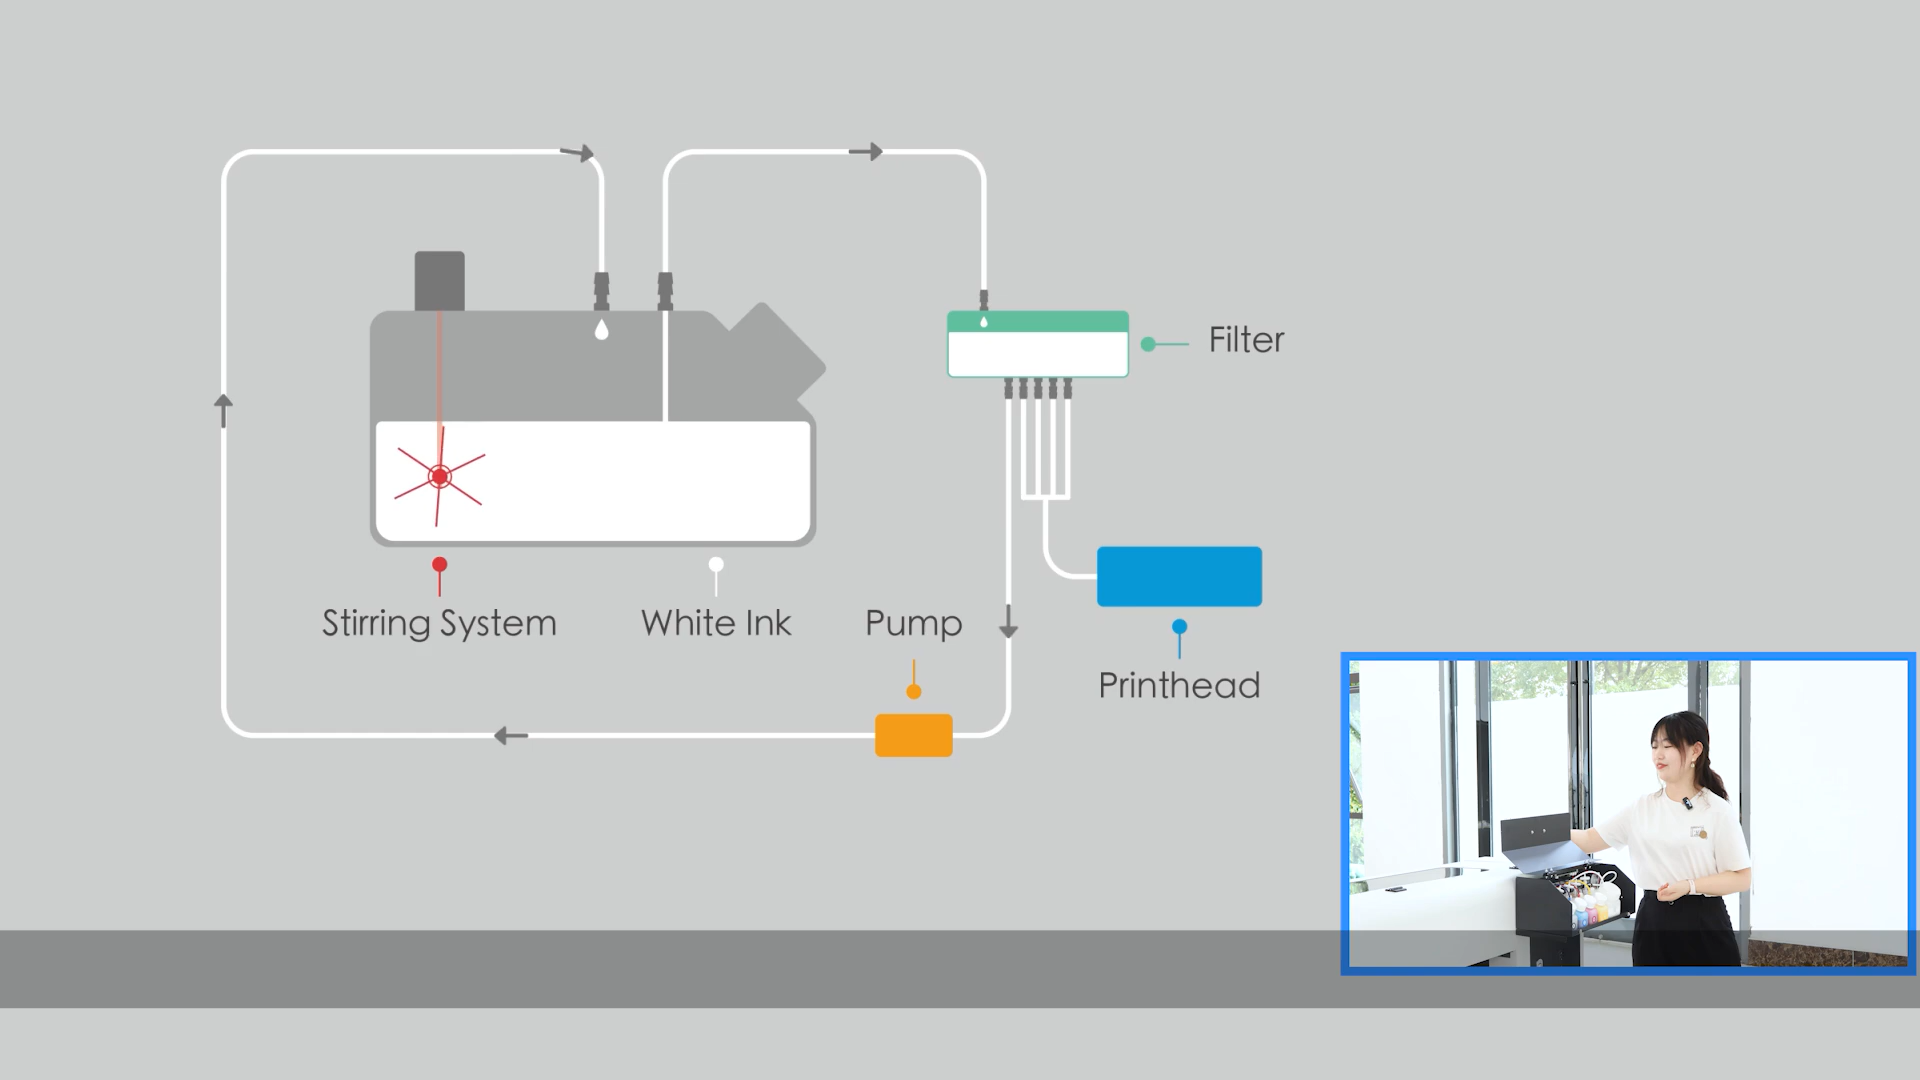 Filter
Stirring System
White Ink
Pump
Printhead